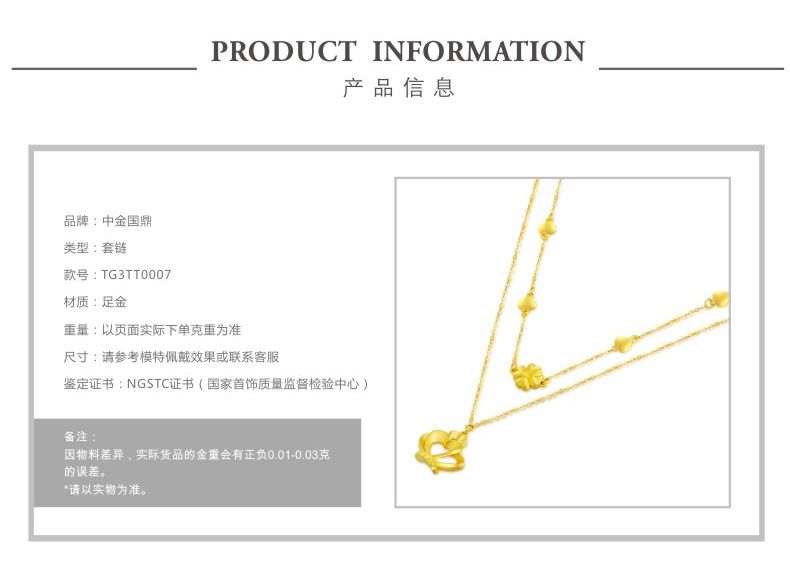 PRODUCT INFORMATION
产品信息
品牌：中金国鼎
类型：套链
款号：TG3TT0007
材质：足金
重量：以页面实际下单克重为准
尺寸：请参考模特佩戴效果或联系客服
鉴定证书：NGSTC证书（国家首饰质量监督检验中心）
备注：
因物料差异，实际货品的金重会有正负0.01-0.03克
的误差。
*请以实物为准。